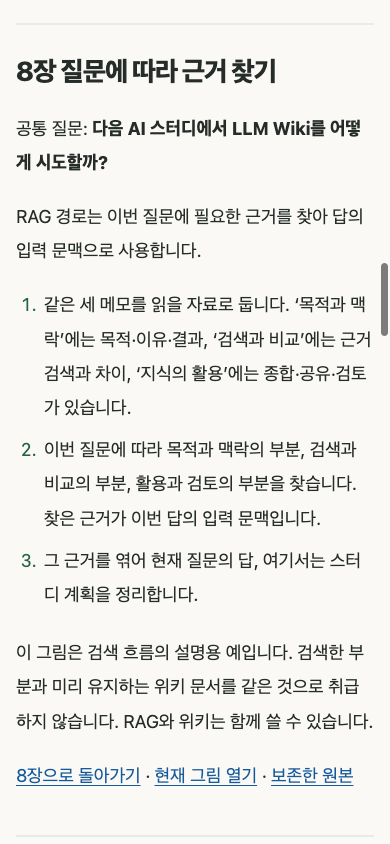 8장 질문에 따라 근거 찾기
공통 질문: 다음 AI 스터디에서 LLM Wiki를 어떻
게 시도할까?
RAG 경로는 이번 질문에 필요한 근거를 찾아 답의
입력 문맥으로 사용합니다.
1. 같은 세 메모를 읽을 자료로 둡니다. ‘목적과 맥
락’에는 목적·이유·결과, ‘검색과 비교’에는 근거
검색과 차이, ‘지식의 활용’에는 종합·공유·검토
가 있습니다.
2. 이번 질문에 따라 목적과 맥락의 부분, 검색과
비교의 부분, 활용과 검토의 부분을 찾습니다.
찾은 근거가 이번 답의 입력 문맥입니다.
3. 그 근거를 엮어 현재 질문의 답, 여기서는 스터
디 계획을 정리합니다.
이 그림은 검색 흐름의 설명용 예입니다. 검색한 부
분과 미리 유지하는 위키 문서를 같은 것으로 취급
하지 않습니다. RAG와 위키는 함께 쓸 수 있습니다.
8장으로 돌아가기 · 현재 그림 열기 · 보존한 원본